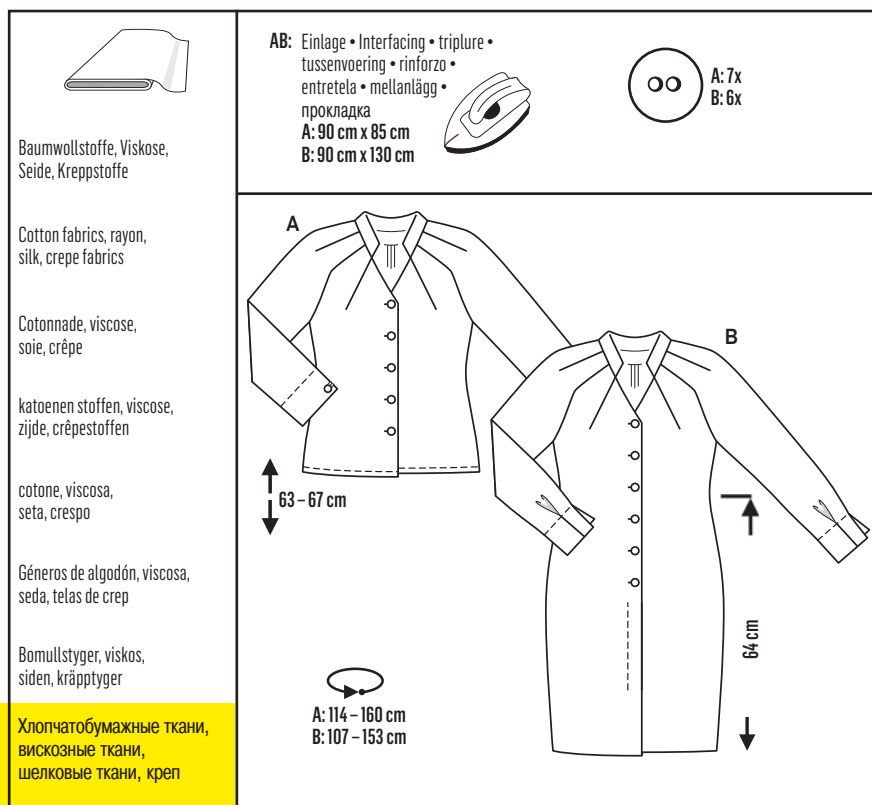 Baumwollstoffe, Viskose,
Seide, Kreppstoffe
Cotton fabrics, rayon,
silk, crepe fabrics
Cotonnade, viscose,
soie, crêpe
katoenen stoffen, viscose,
zijde, crêpestoffen
cotone, viscosa,
seta, crespo
Géneros de algodón, viscosa,
seda, telas de crep
Bomullstyger, viskos,
siden, kräpptyger
Хлопчатобумажные ткани,
вискозные ткани,
шелковые ткани, креп
AB: Einlage • Interfacing • triplure •
tussenvoering • rinforzo •
entretela • mellanlägg •
прокладка
A: 90 cm x 85 cm
B: 90 cm x 130 cm
A: 7x
B: 6x
A
B
63 – 67 cm
64 cm
A: 114 – 160 cm
B: 107 – 153 cm